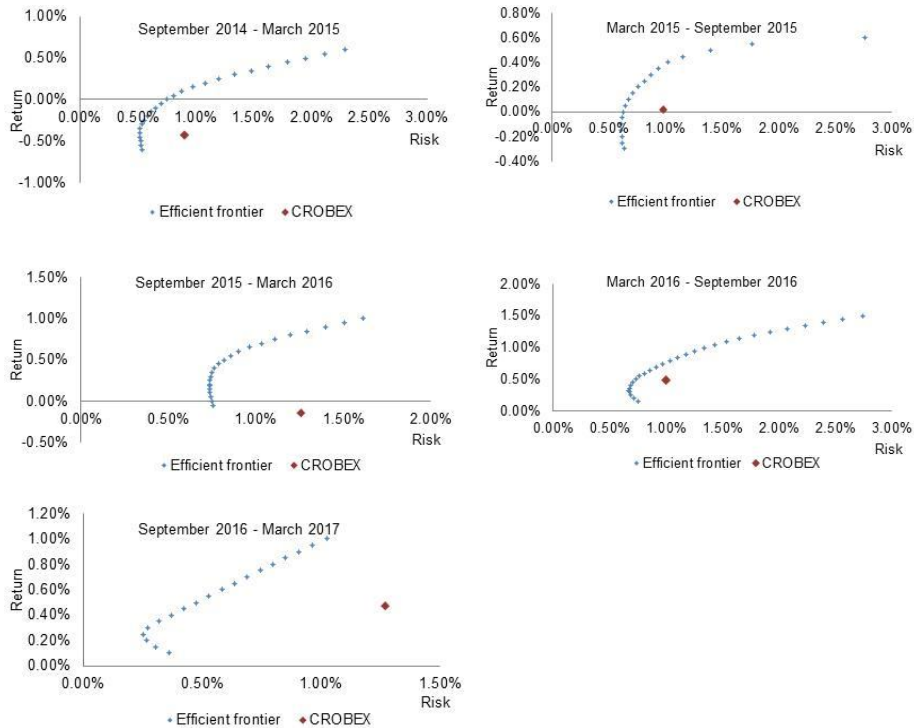 September 2014 - March 2015
1.00%
0.50%
0.00%
-0.50%
-1.00%
Return
0.00% 0.50% 1.00% 1.50% 2.00% 2.50% 3.00%
Risk
Efficient frontier CROBEX
March 2015 - September 2015
0.80%
0.60%
0.40%
0.20%
0.00%
-0.20%
-0.40%
Return
0.00% 0.50% 1.00% 1.50% 2.00% 2.50% 3.00%
Risk
Efficient frontier CROBEX
September 2015 - March 2016
1.50%
1.00%
0.50%
0.00%
-0.50%
Return
0.00% 0.50% 1.00% 1.50% 2.00%
Risk
Efficient frontier CROBEX
March 2016 - September 2016
2.00%
1.50%
1.00%
0.50%
0.00%
Return
0.00% 0.50% 1.00% 1.50% 2.00% 2.50% 3.00%
Risk
Efficient frontier CROBEX
September 2016 - March 2017
1.20%
1.00%
0.80%
0.60%
0.40%
0.20%
0.00%
Return
0.00% 0.50% 1.00% 1.50%
Risk
Efficient frontier CROBEX